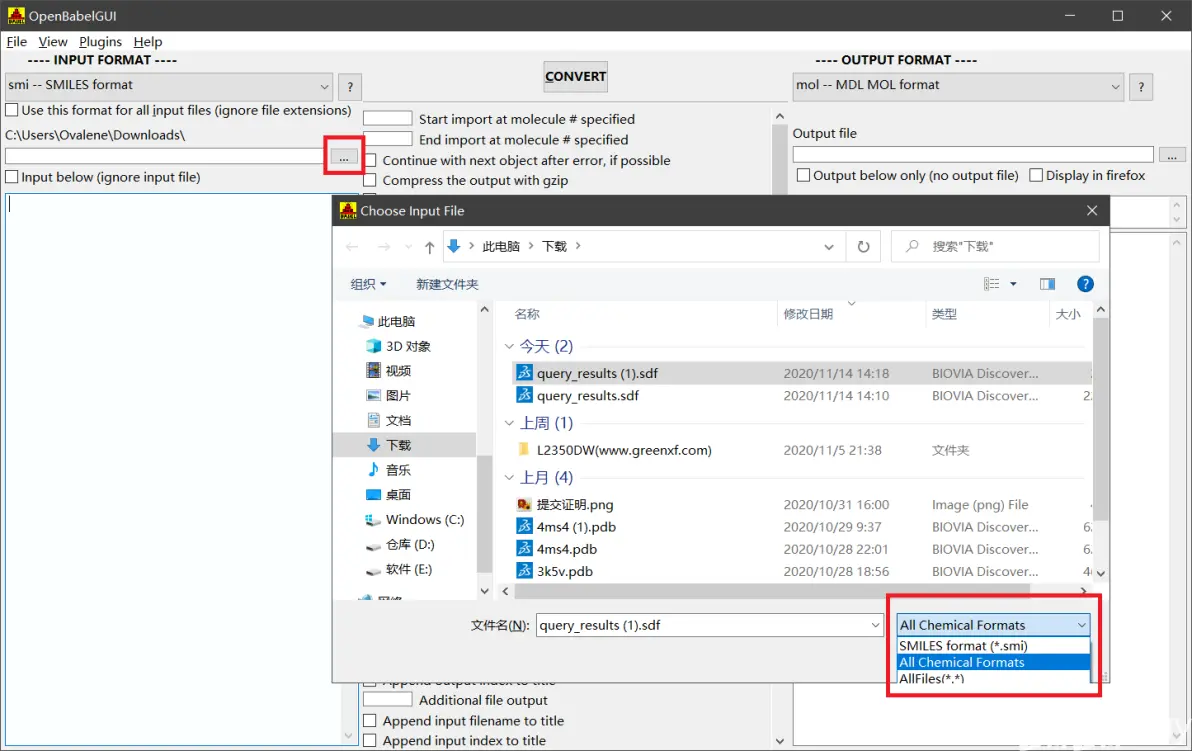 OpenBabelGUI
File View Plugins Help
---- INPUT FORMAT ----
smi -- SMILES format
?
Use this format for all input files (ignore file extensions)
C:\Users\Ovalene\Downloads\
...
Input below (ignore input file)
CONVERT
Start import at molecule # specified
End import at molecule # specified
Continue with next object after error, if possible
Compress the output with gzip
---- OUTPUT FORMAT ----
mol -- MDL MOL format
?
Output file
...
Output below only (no output file) Display in firefox
Choose Input File
此电脑 下载
搜索"下载"
组织 新建文件夹
?
此电脑
3D 对象
视频
图片
文档
下载
音乐
桌面
Windows (C:)
仓库 (D:)
软件 (E:)
网络
名称 修改日期 类型 大小
今天 (2)
query_results (1).sdf 2020/11/14 14:18 BIOVIA Discover...
query_results.sdf 2020/11/14 14:10 BIOVIA Discover... 2
上周 (1)
L2350DW(www.greenxf.com) 2020/11/5 21:38 文件夹
上月 (4)
提交证明.png 2020/10/31 16:00 Image (png) File
4ms4 (1).pdb 2020/10/29 9:37 BIOVIA Discover... 6
4ms4.pdb 2020/10/28 22:01 BIOVIA Discover... 6
3k5v.pdb 2020/10/28 18:56 BIOVIA Discover... 4
文件名(N): query_results (1).sdf
All Chemical Formats
SMILES format (*.smi)
All Chemical Formats
AllFiles(*.*)
Append output index to title
Additional file output
Append input filename to title
Append input index to title